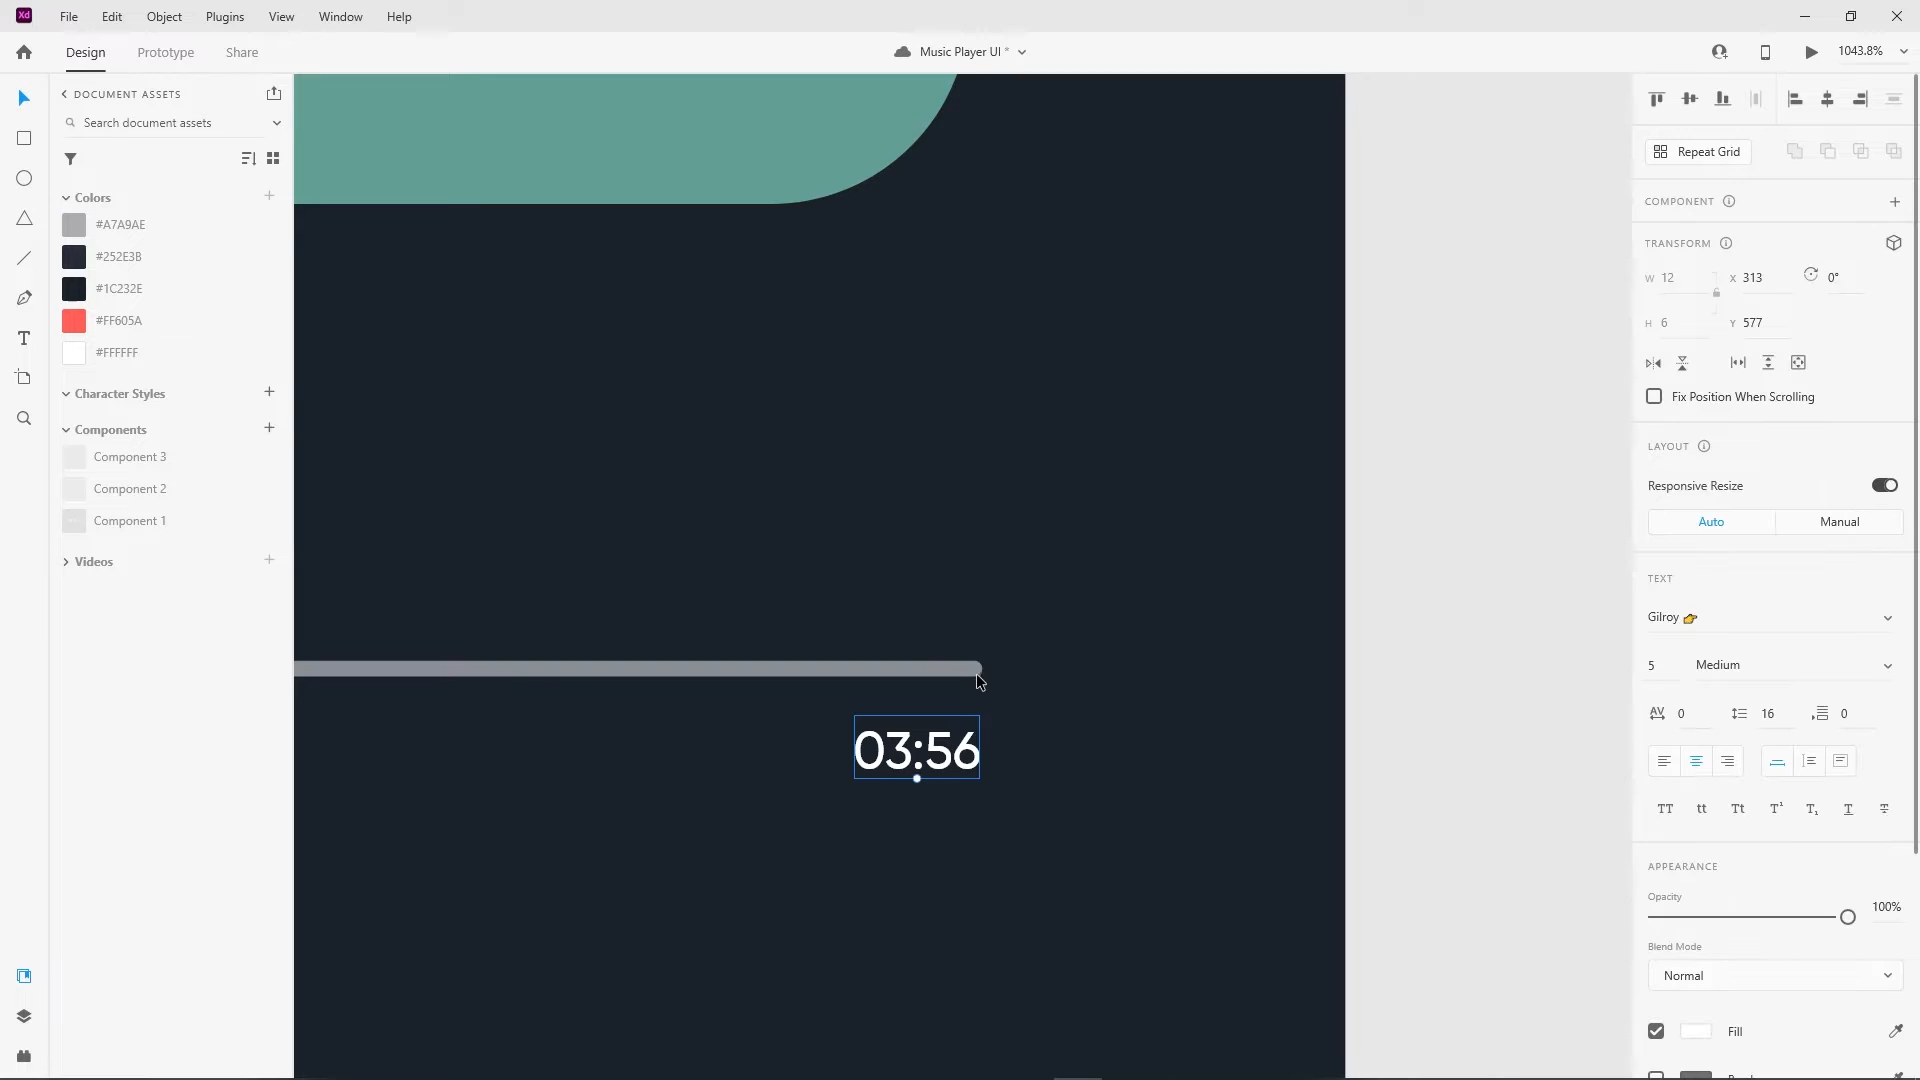 Xd File Edit Object Plugins View Window Help
Design Prototype Share Music Player UI * 1043.8%
DOCUMENT ASSETS
Search document assets
Colors
#A7A9AE
#252E3B
#1C232E
#FF605A
#FFFFFF
Character Styles
Components
Component 3
Component 2
Component 1
Videos
03:56
Repeat Grid
COMPONENT
TRANSFORM
W 12 X 313 0°
H 6 Y 577
Fix Position When Scrolling
LAYOUT
Responsive Resize
Auto Manual
TEXT
Gilroy 👉
5 Medium
AV 0 16 0
TT tt Tt T¹ T₁ T T
APPEARANCE
Opacity
100%
Blend Mode
Normal
Fill